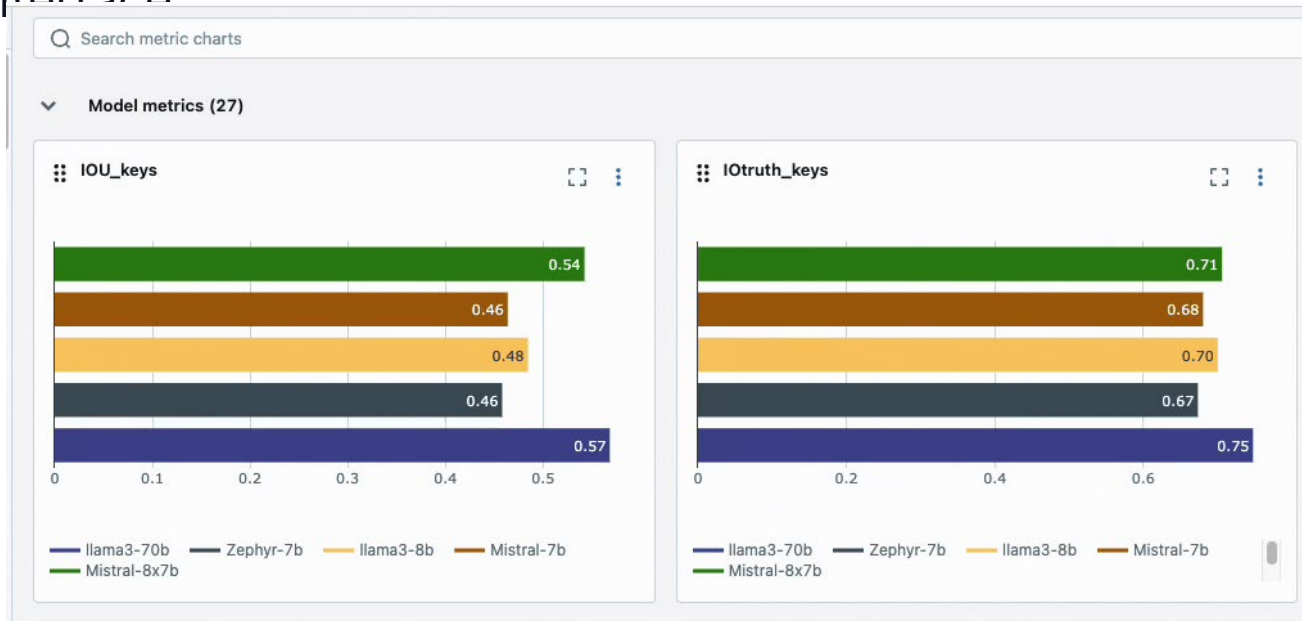 Search metric charts
Model metrics (27)
IOU_keys
0.54
0.46
0.48
0.46
0.57
0 0.1 0.2 0.3 0.4 0.5
llama3-70b Zephyr-7b llama3-8b Mistral-7b
Mistral-8x7b
IOtruth_keys
0.71
0.68
0.70
0.67
0.75
0 0.2 0.4 0.6
llama3-70b Zephyr-7b llama3-8b Mistral-7b
Mistral-8x7b